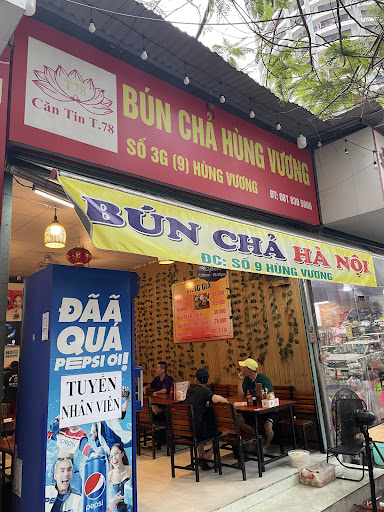 T.78
Căn Tin T.78
BÚN CHẢ HÙNG VƯƠNG
SỐ 3G (9) HÙNG VƯƠNG
BÚN CHẢ HÀ NỘI
ĐC: SỐ 9 HÙNG VƯƠNG
ĐÃÃ
QUÁ
PEPSI ƠI!
TUYỂN
NHÂN VIÊN
pepsi